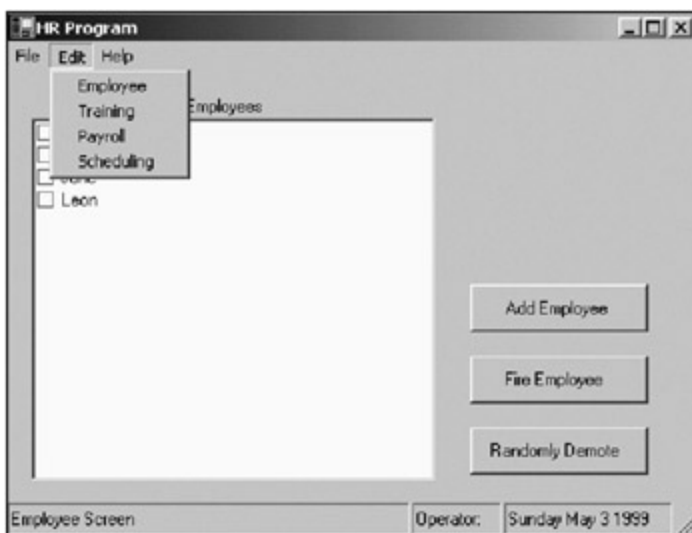 HR Program
File Edit Help
Employee
Training
Payroll
Scheduling
Employees
Leon
Add Employee
Fire Employee
Randomly Demote
Employee Screen
Operator:
Sunday May 3 1999